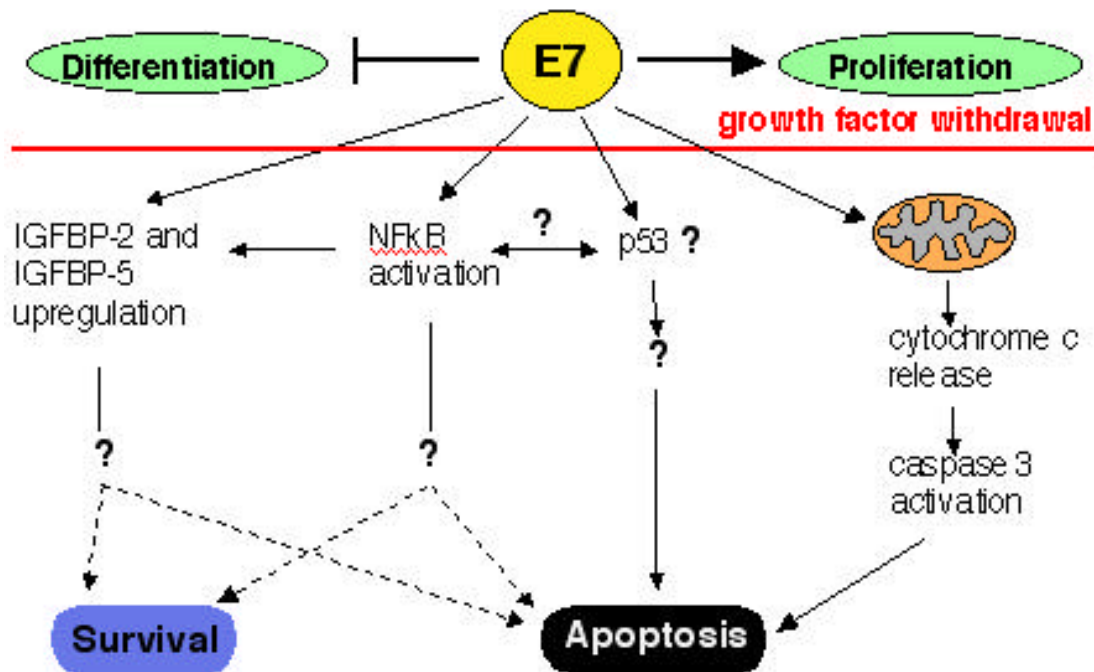 Differentiation
E7
Proliferation
growth factor withdrawal
IGFBP-2 and
IGFBP-5
upregulation
NFkB
activation
?
p53 ?
?
cytochrome c
release
?
?
caspase 3
activation
Survival
Apoptosis